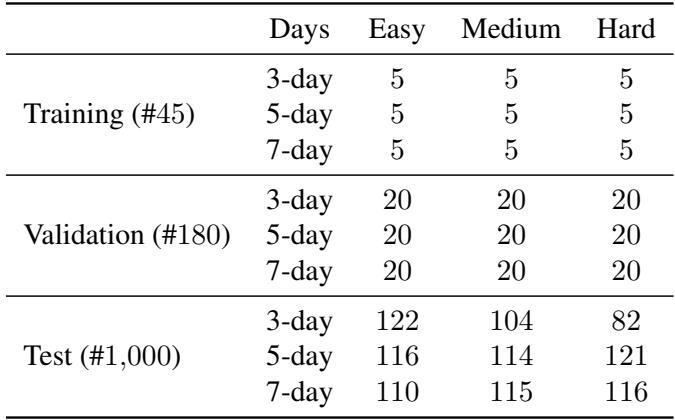 Days Easy Medium Hard
3-day 5 5 5
Training (#45) 5-day 5 5 5
7-day 5 5 5
3-day 20 20 20
Validation (#180) 5-day 20 20 20
7-day 20 20 20
3-day 122 104 82
Test (#1,000) 5-day 116 114 121
7-day 110 115 116